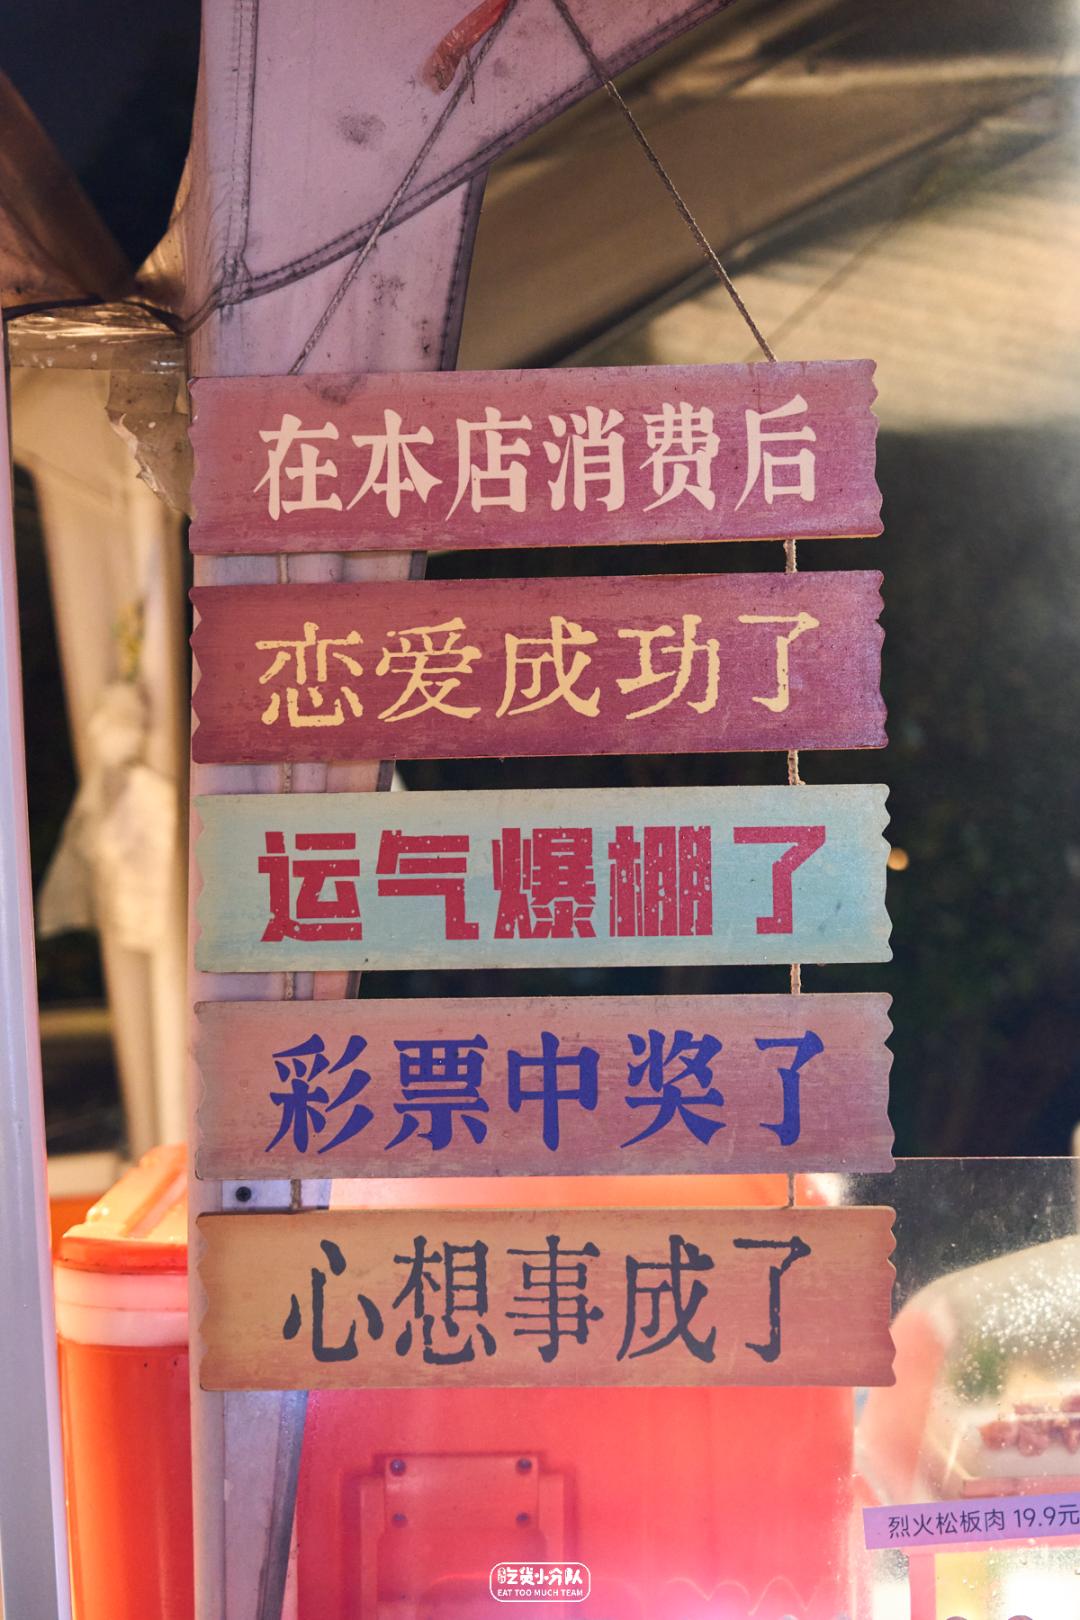 在本店消费后
恋爱成功了
运气爆棚了
彩票中奖了
心想事成了
烈火松板肉 19.9元
吃货小分队
EAT TOO MUCH TEAM